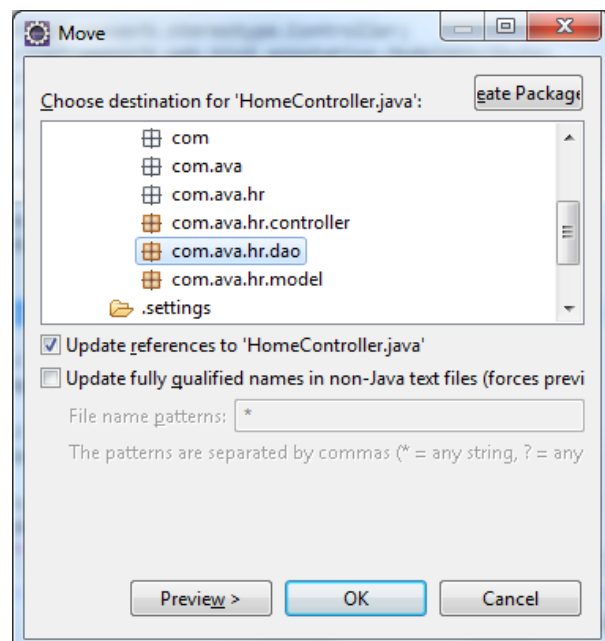 Move
Choose destination for 'HomeController.java':
eate Package
com
com.ava
com.ava.hr
com.ava.hr.controller
com.ava.hr.dao
com.ava.hr.model
.settings
Update references to 'HomeController.java'
Update fully qualified names in non-Java text files (forces previ
File name patterns: *
The patterns are separated by commas (* = any string, ? = any
Preview > OK Cancel